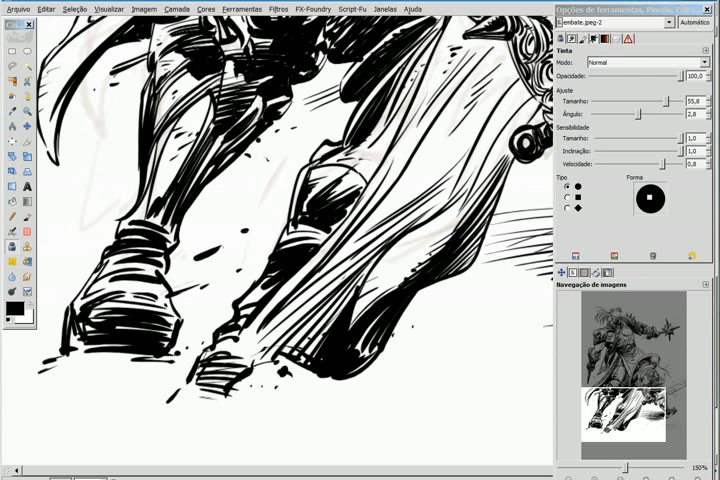 Arquivo Editar Seleção Visualizar Imagem Camada Cores Ferramentas Filtros FX-Foundry Script-Fu Janelas Ajuda
Opções de ferramentas, Pincéis,
embate.jpeg-2 Automático
Tinta
Modo: Normal
Opacidade: 100,0
Ajuste
Tamanho: 55,8
Ângulo: 2,8
Sensibilidade
Tamanho: 1,0
Inclinação: 1,0
Velocidade: 0,8
Tipo Forma
Navegação de imagens
150%